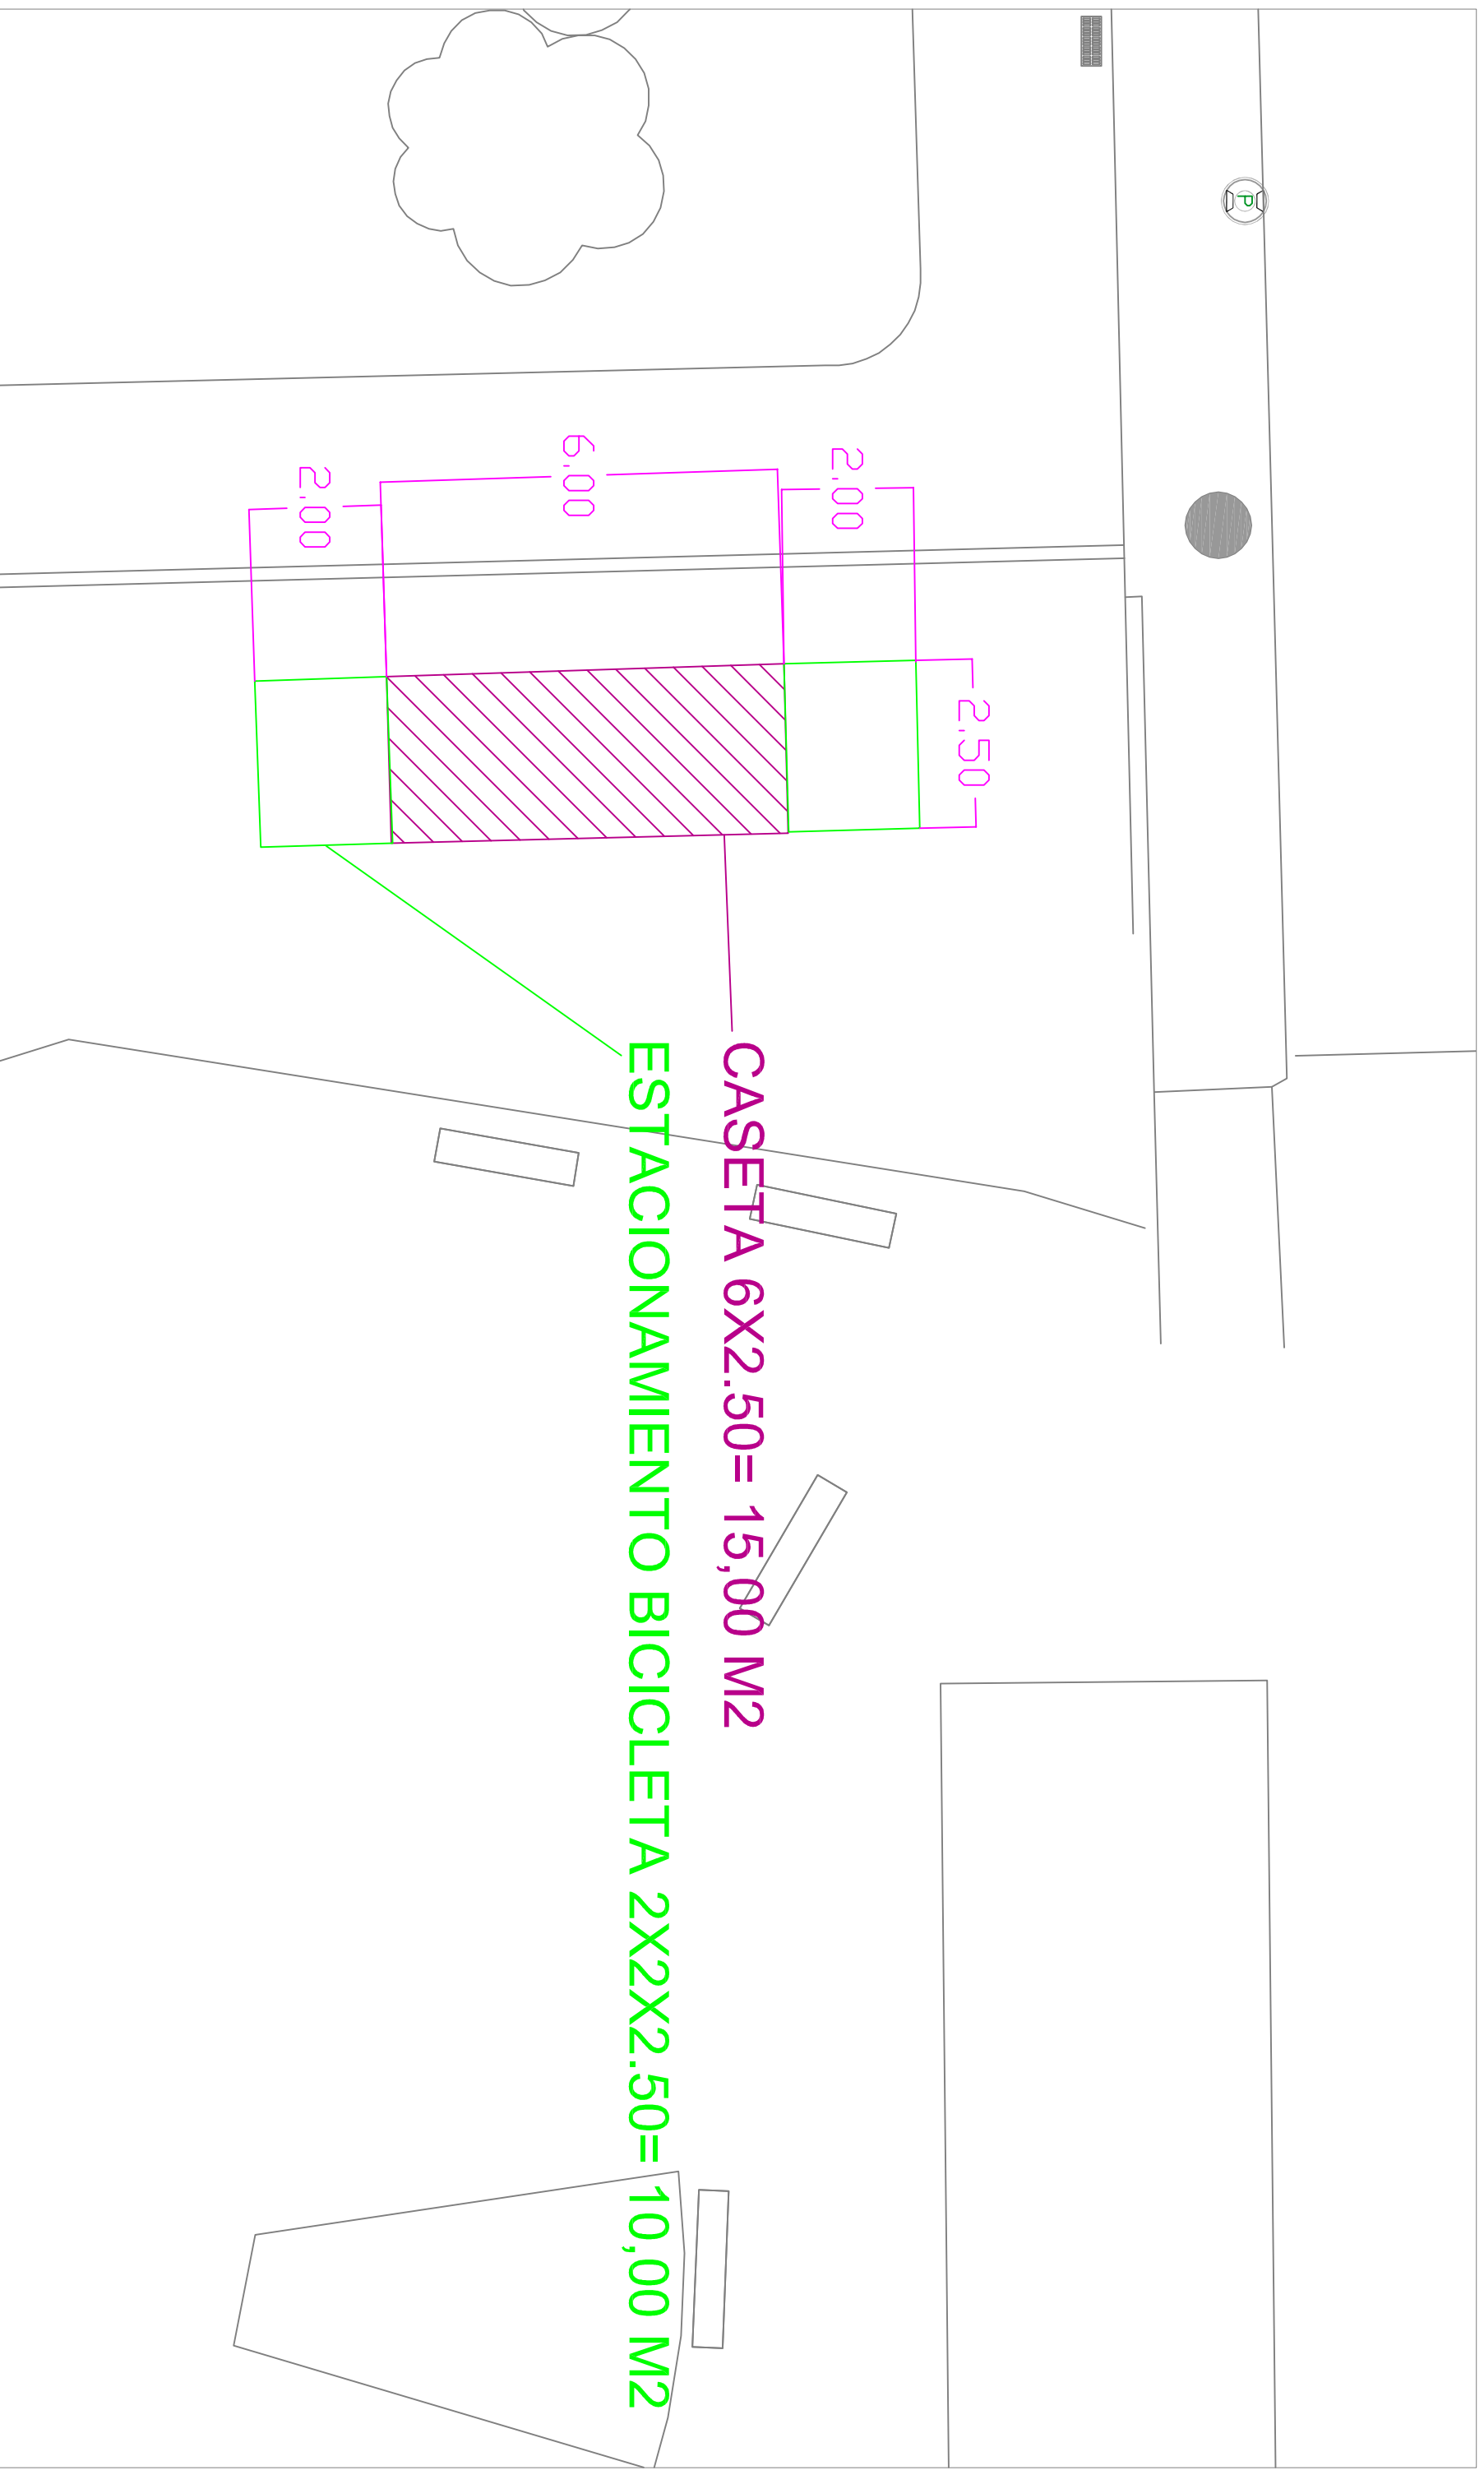 2.00
6.00
2.00
2.50
P
CASETA 6X2.50= 15,00 M2
ESTACIONAMIENTO BICICLETA 2X2X2.50= 10,00 M2